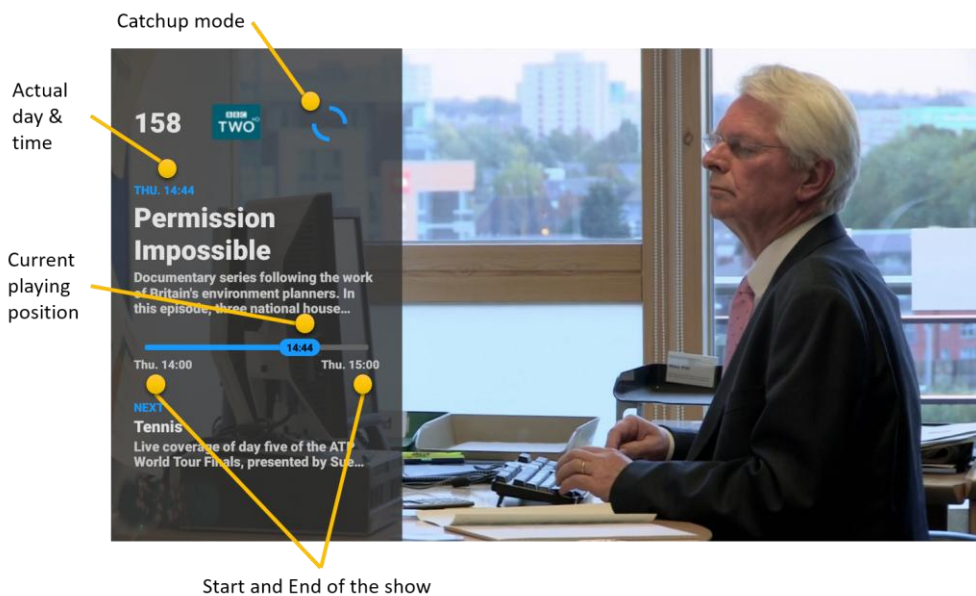 Catchup mode
Actual
day &
time
158
BBC
TWO HD
THU. 14:44
Permission
Impossible
Documentary series following the work
of Britain's environment planners. In
this episode, three national house...
Current
playing
position
14:44
Thu. 14:00
Thu. 15:00
NEXT
Tennis
Live coverage of day five of the ATP
World Tour Finals, presented by Sue...
Start and End of the show